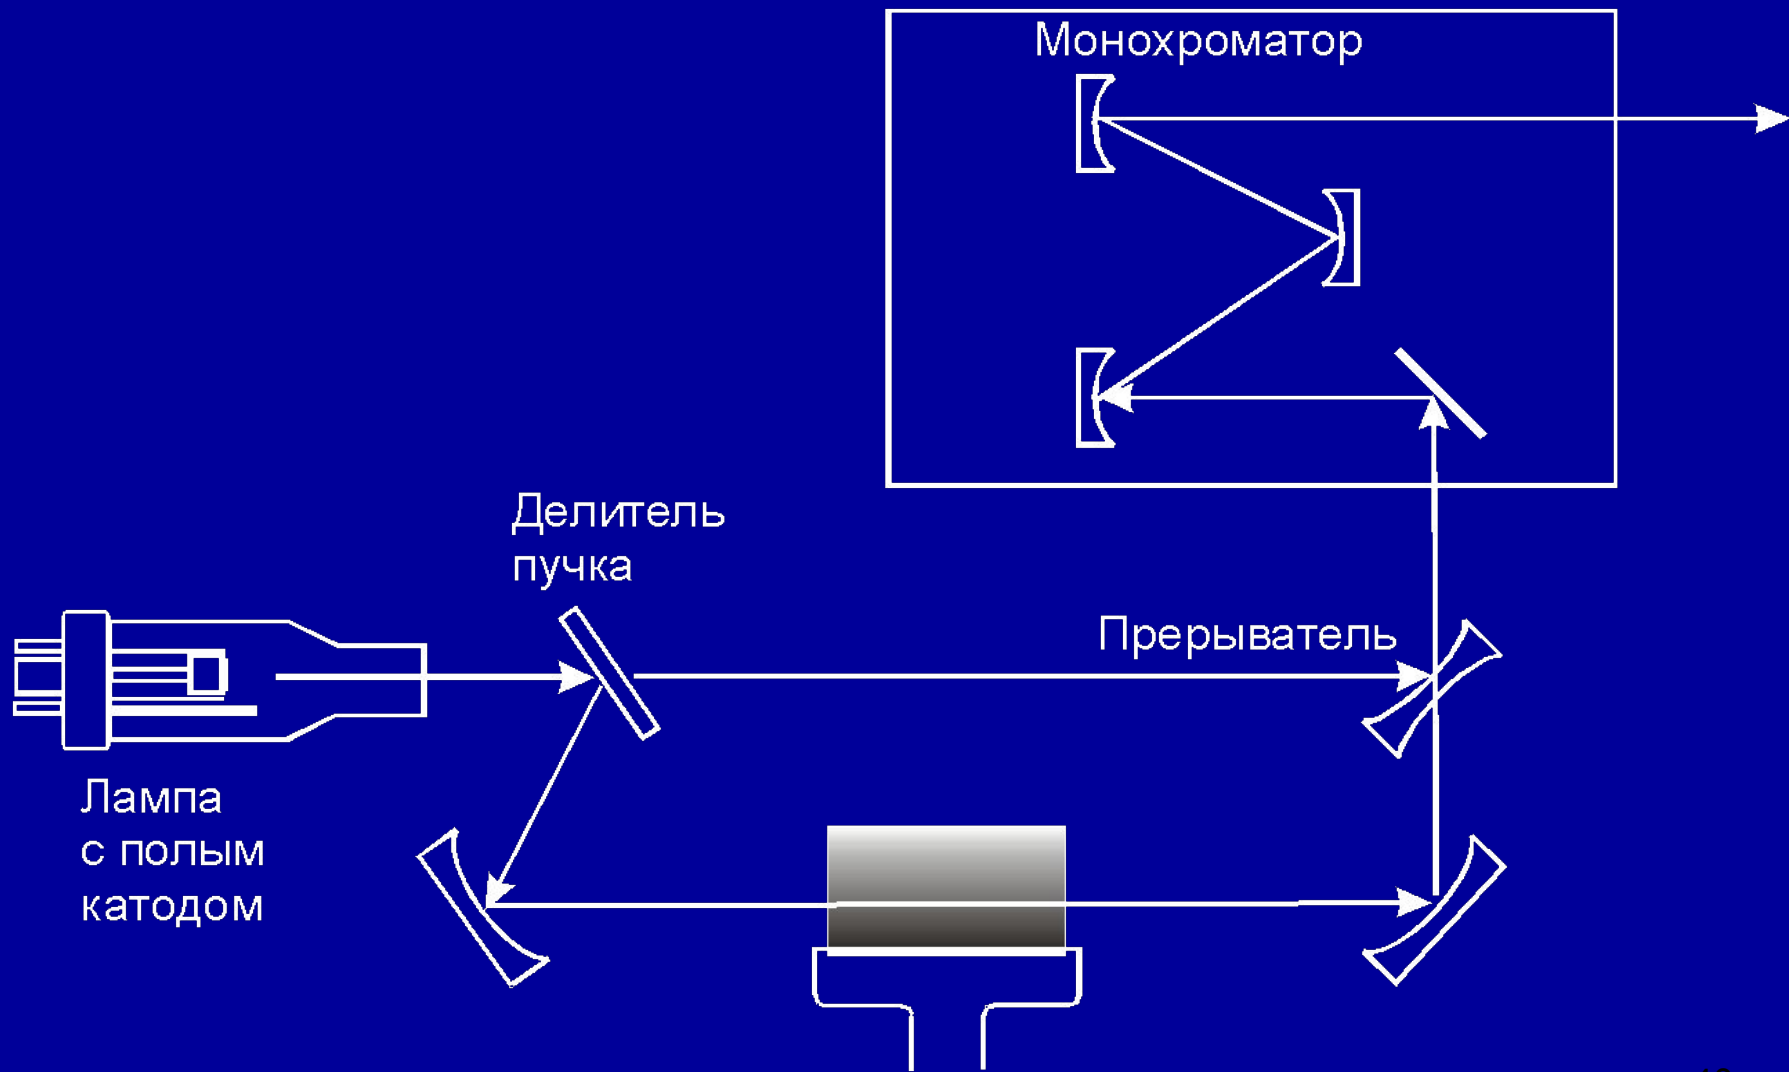 Монохроматор
Делитель
пучка
Прерыватель
Лампа
с полым
катодом